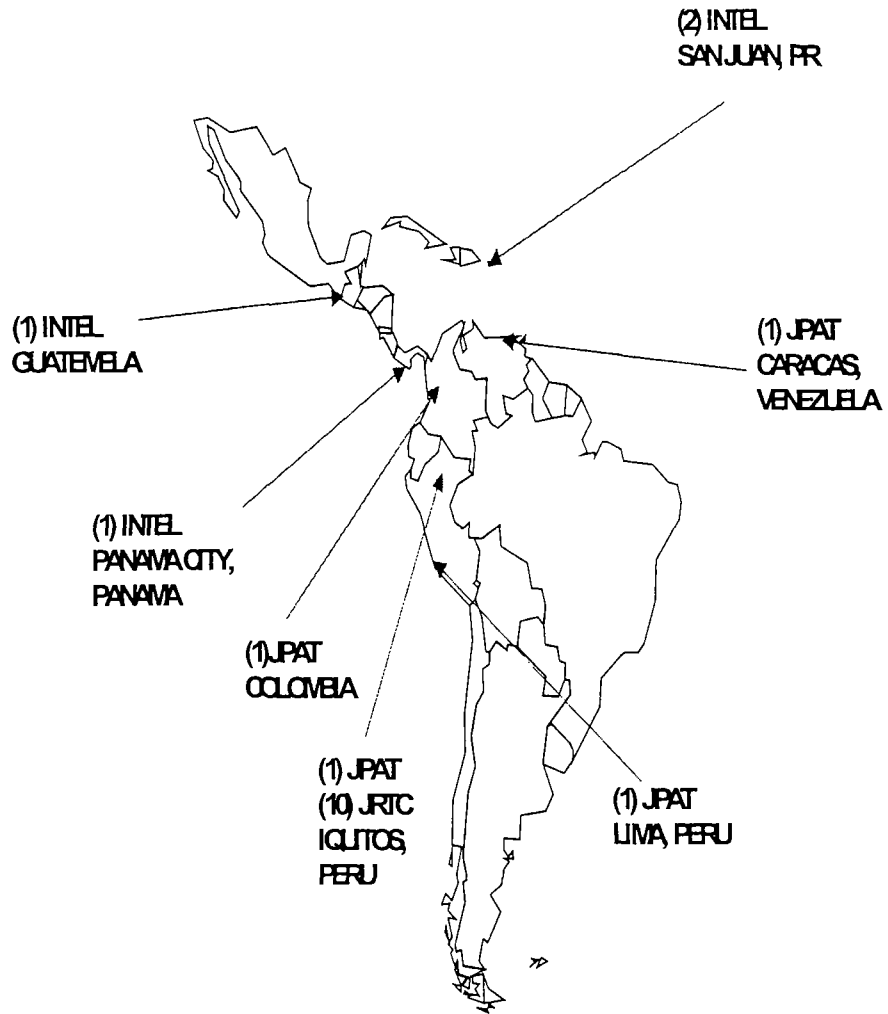 (2) INTEL
SAN JUAN, PR
(1) INTEL
GUATEMELA
(1) JPAT
CARACAS,
VENEZUELA
(1) INTEL
PANAMA CITY,
PANAMA
(1)JPAT
COLOMBIA
(1) JPAT
(10) JRTC
IQUITOS,
PERU
(1) JPAT
LIMA, PERU